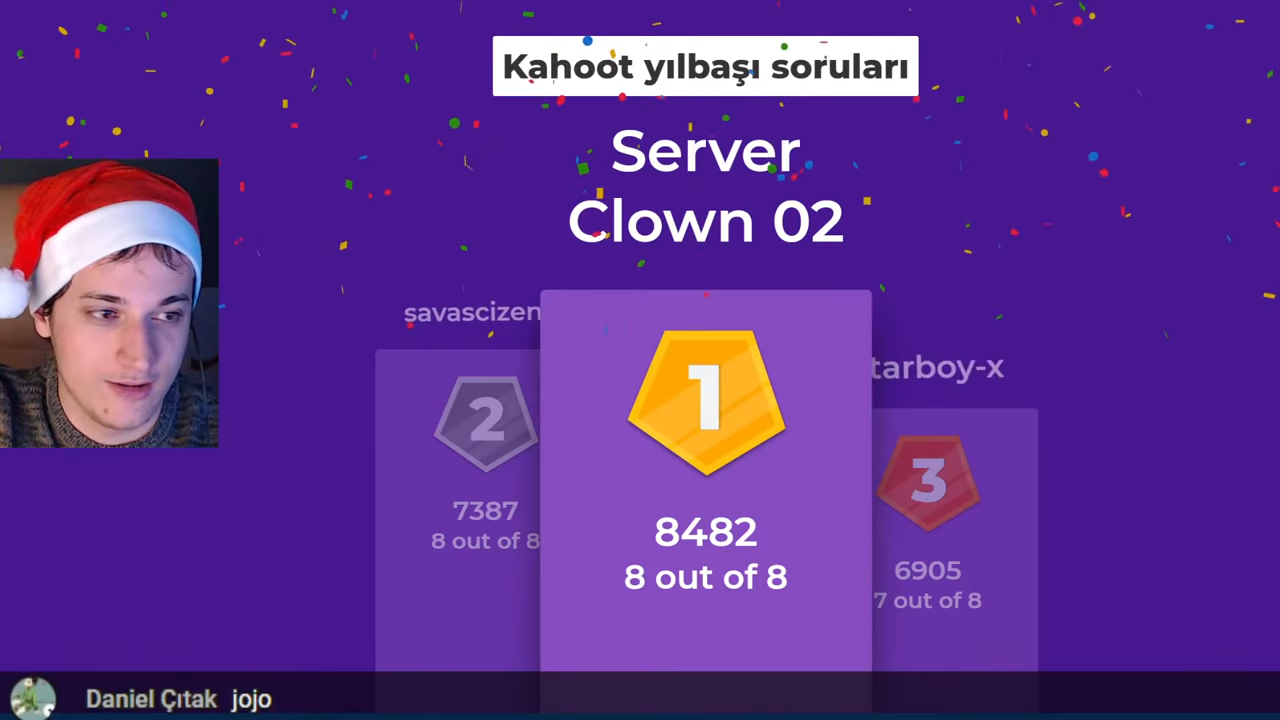 Kahoot yılbaşı soruları
Server
Clown 02
savascizen
tarboy-x
1
2
3
8482
8 out of 8
7387
8 out of 8
6905
7 out of 8
Daniel Çıtak jojo